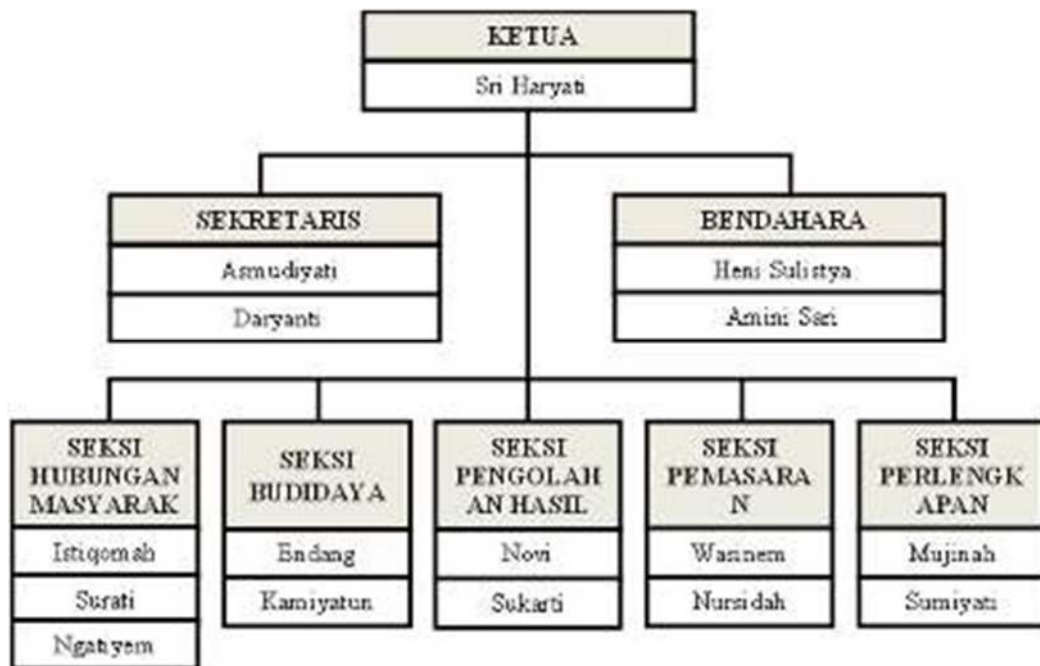 KETUA
Sri Haryati
SEKRETARIS
Asmudiyati
Daryanti
BENDAHARA
Heni Sulistya
Amini Sari
SEKSI
HUBUNGAN
MASYARAK
Istiqomah
Surati
Ngatiyem
SEKSI
BUDIDAYA
Endang
Kamiyatun
SEKSI
PENGOLAH
AN HASIL
Novi
Sukarti
SEKSI
PEMASARA
N
Wasinem
Nursidah
SEKSI
PERLENGK
APAN
Mujinah
Sumiyati